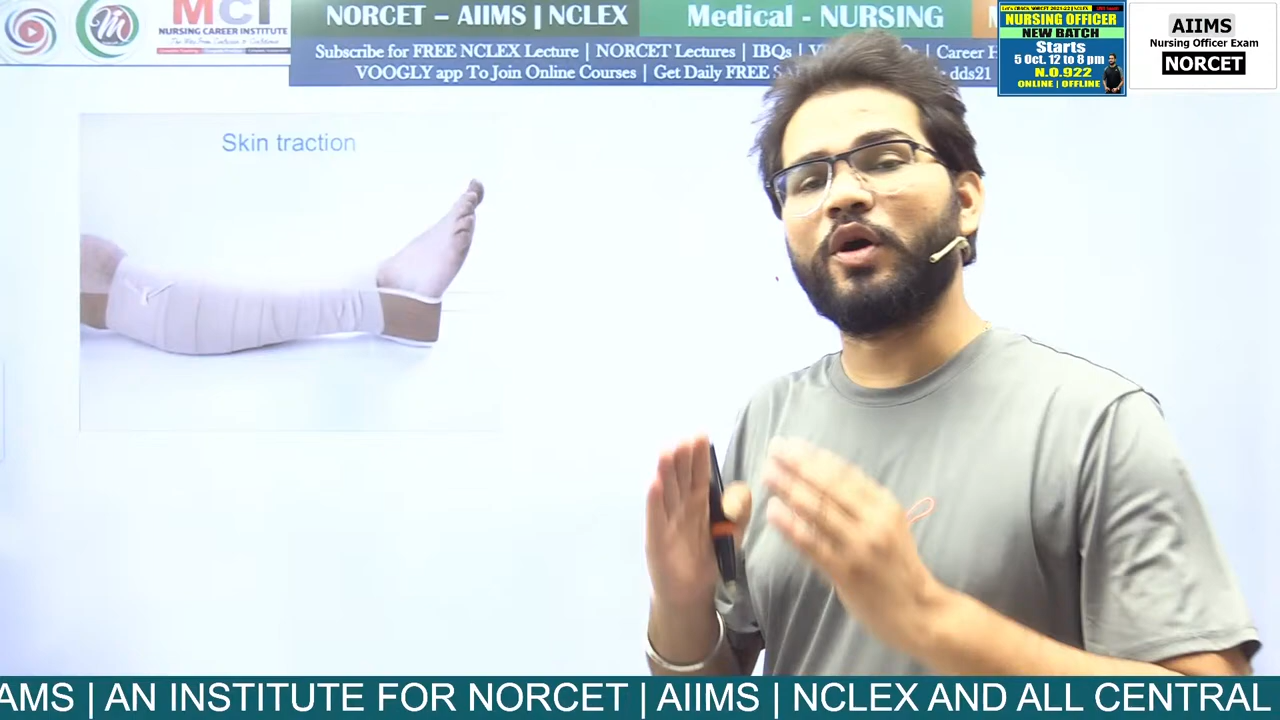 MCI
NURSING CAREER INSTITUTE
NORCET – AIIMS | NCLEX
Medical - NURSING
Subscribe for FREE NCLEX Lecture | NORCET Lectures | IBQs |
| Career
VOOGLY app To Join Online Courses | Get Daily FREE
dds21
NURSING OFFICER
NEW BATCH
Starts
5 Oct. 12 to 8 pm
N.O.922
ONLINE | OFFLINE
AIIMS
Nursing Officer Exam
NORCET
Skin traction
AMS | AN INSTITUTE FOR NORCET | AIIMS | NCLEX AND ALL CENTRAL